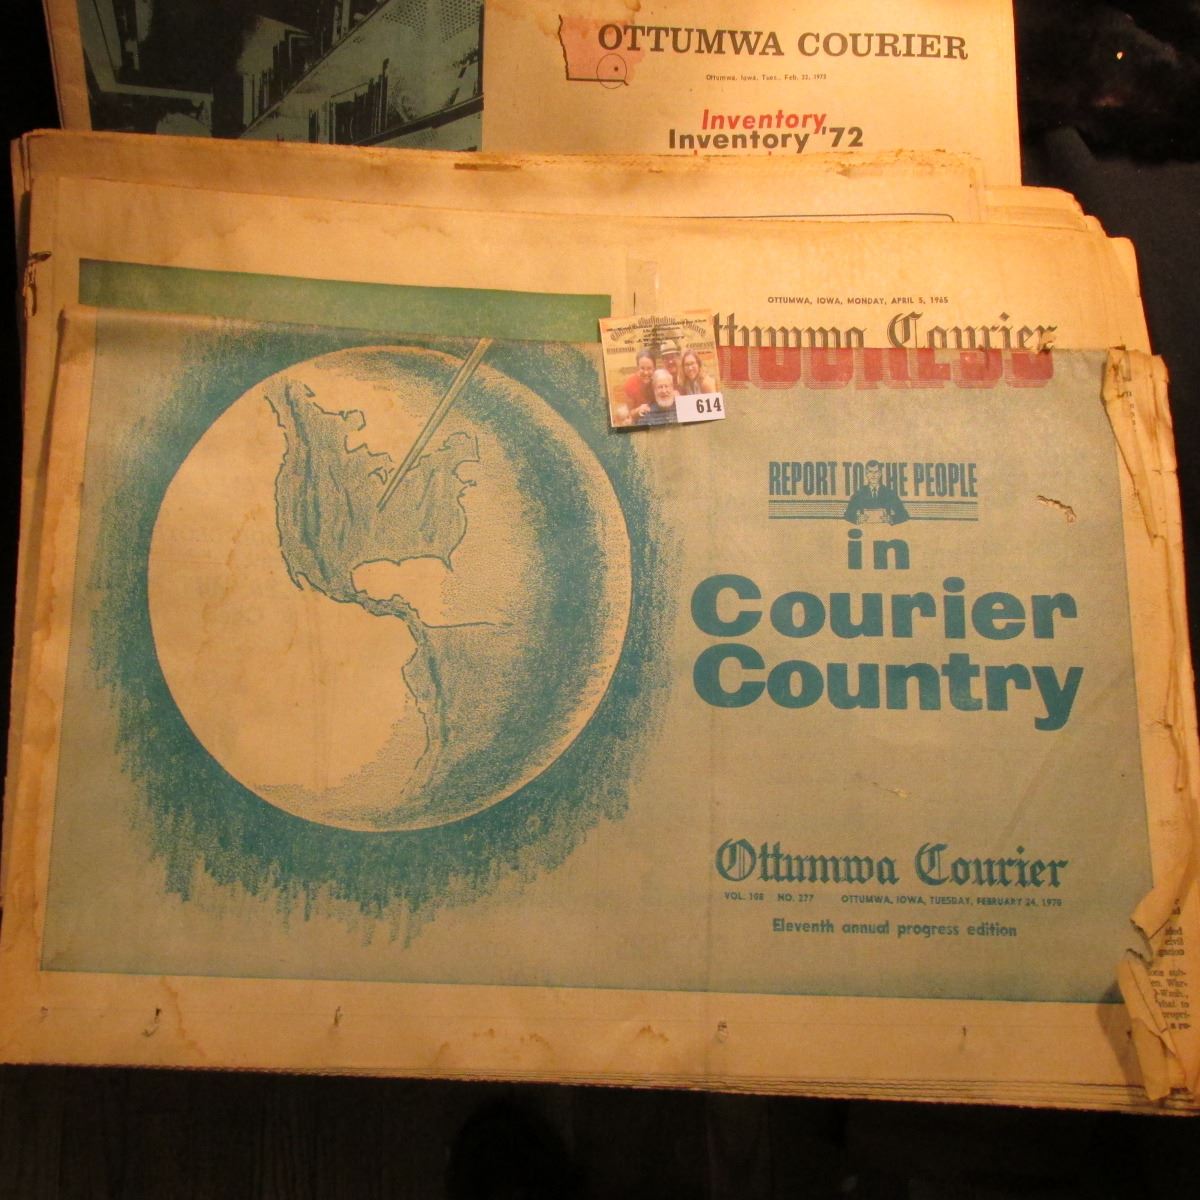 OTTUMWA COURIER
Ottumwa, Iowa, Tues., Feb. 22, 1972
Inventory
Inventory '72
OTTUMWA, IOWA, MONDAY, APRIL 5, 1965
ttumwa Courier
614
REPORT TO THE PEOPLE
in
Courier
Country
Ottumwa Courier
VOL. 108 NO. 277 OTTUMWA, IOWA, TUESDAY, FEBRUARY 24, 1970
Eleventh annual progress edition